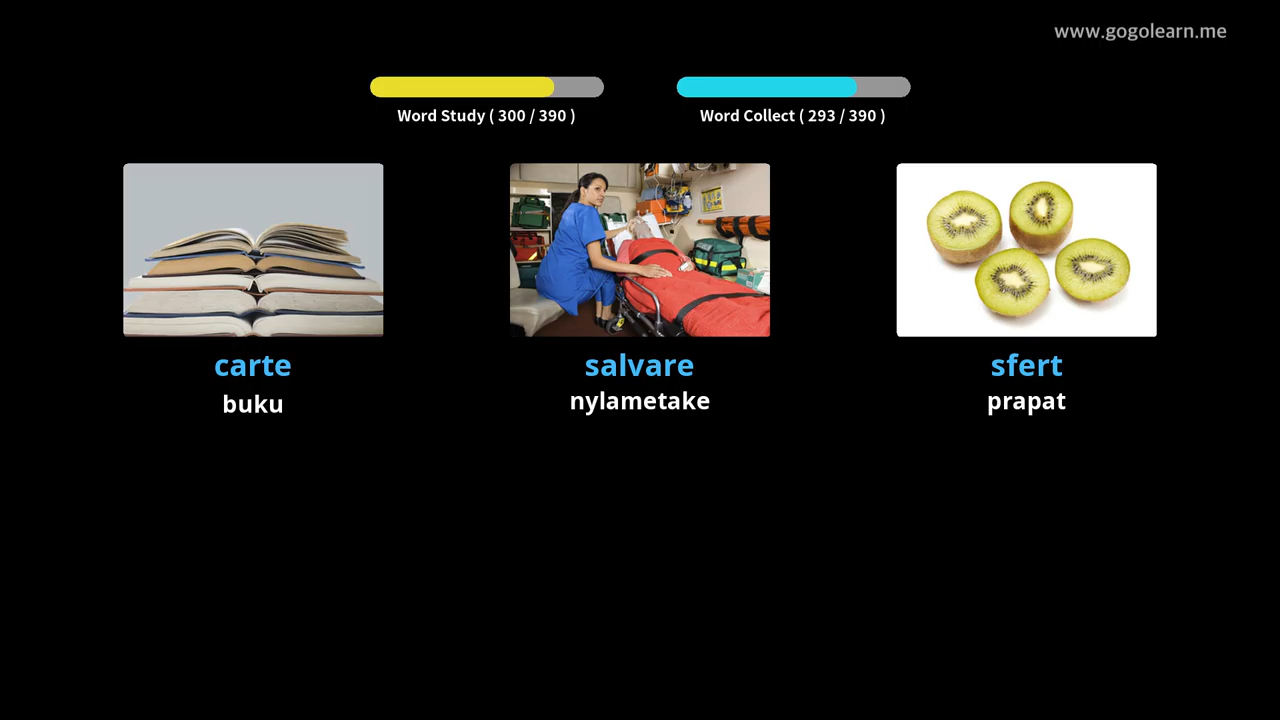 www.gogolearn.me
Word Study ( 300 / 390 )
Word Collect ( 293 / 390 )
carte
buku
salvare
nylametake
sfert
prapat